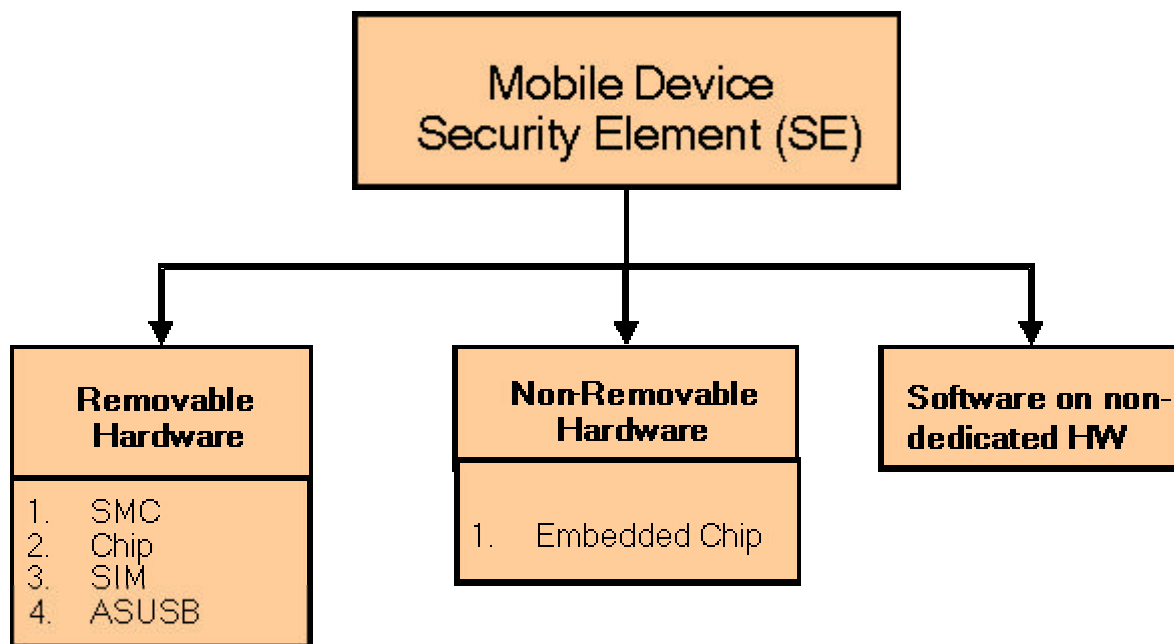 Mobile Device
Security Element (SE)
Removable
Hardware
1. SMC
2. Chip
3. SIM
4. ASUSB
Non-Removable
Hardware
1. Embedded Chip
Software on non-
dedicated HW